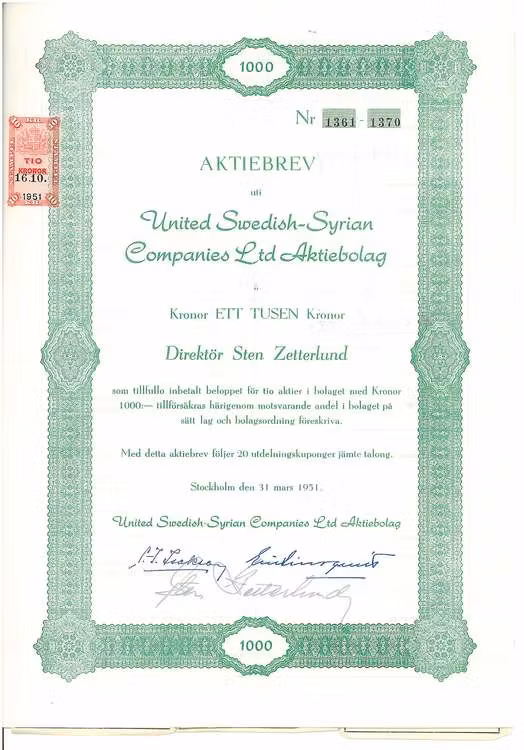 1000
Nr 1361 - 1370
TIO
KRONOR
16.10.
1951
AKTIEBREV
uti
United Swedish-Syrian
Companies Ltd Aktiebolag
å
Kronor ETT TUSEN Kronor
Direktör Sten Zetterlund
som tillfullo inbetalt beloppet för tio aktier i bolaget med Kronor
1000:— tillförsäkras härigenom motsvarande andel i bolaget på
sätt lag och bolagsordning föreskriva.
Med detta aktiebrev följer 20 utdelningskuponger jämte talong.
Stockholm den 31 mars 1951.
United Swedish-Syrian Companies Ltd Aktiebolag
Sten Zetterlund
1000